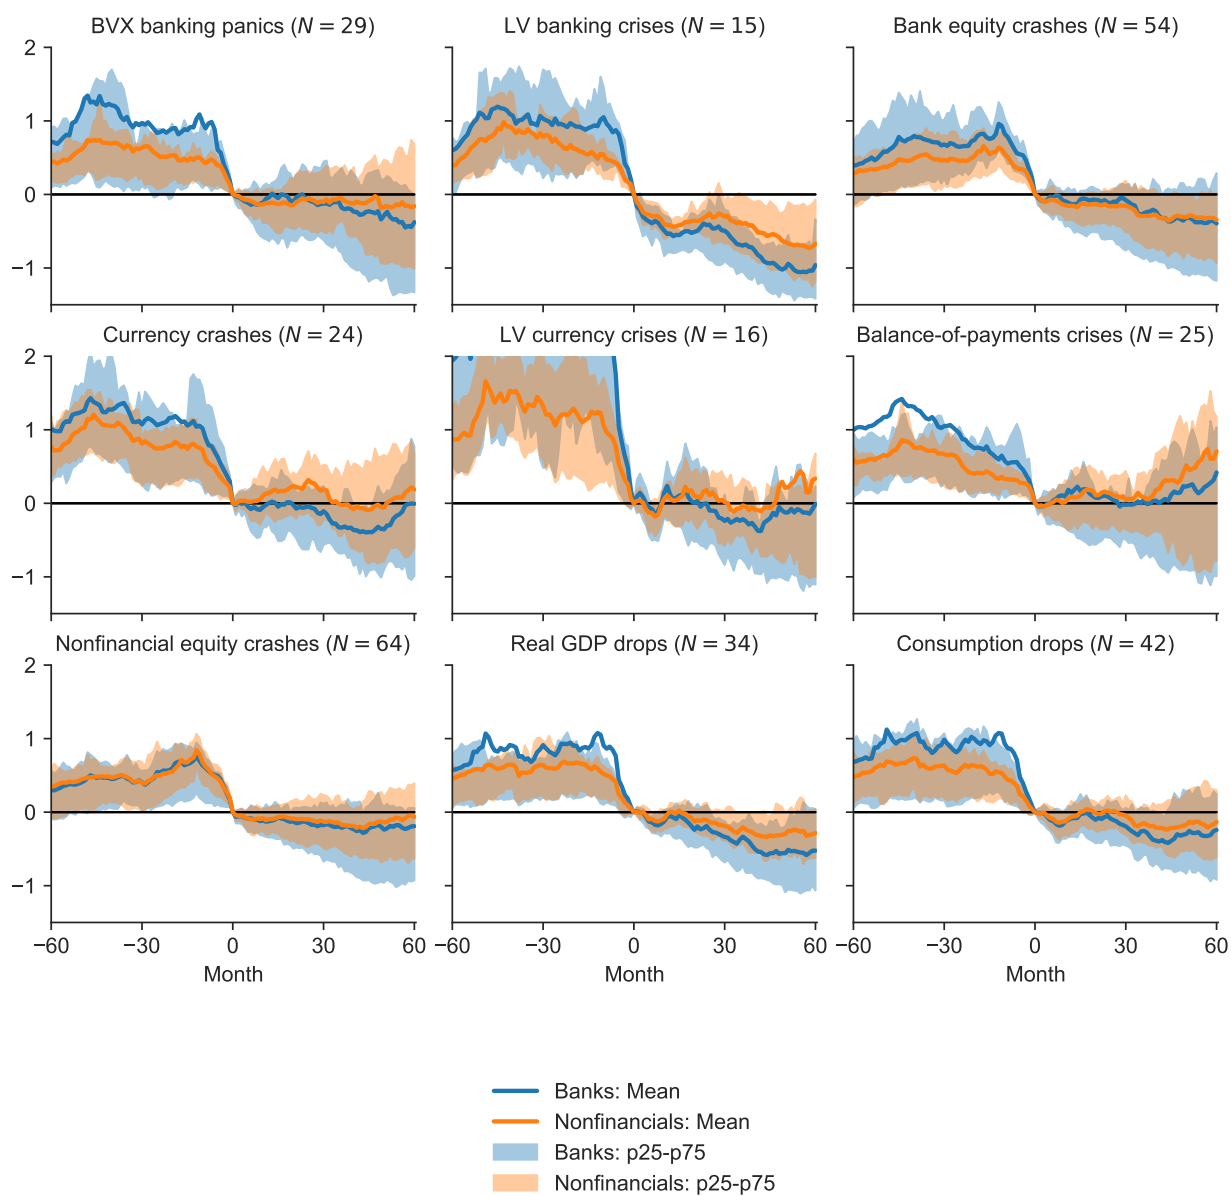 BVX banking panics (N = 29)
LV banking crises (N = 15)
Bank equity crashes (N = 54)
2
1
0
−1
Currency crashes (N = 24)
LV currency crises (N = 16)
Balance-of-payments crises (N = 25)
2
1
0
−1
Nonfinancial equity crashes (N = 64)
Real GDP drops (N = 34)
Consumption drops (N = 42)
2
1
0
−1
−60 −30 0 30 60
−60 −30 0 30 60
−60 −30 0 30 60
Month
Month
Month
Banks: Mean
Nonfinancials: Mean
Banks: p25-p75
Nonfinancials: p25-p75